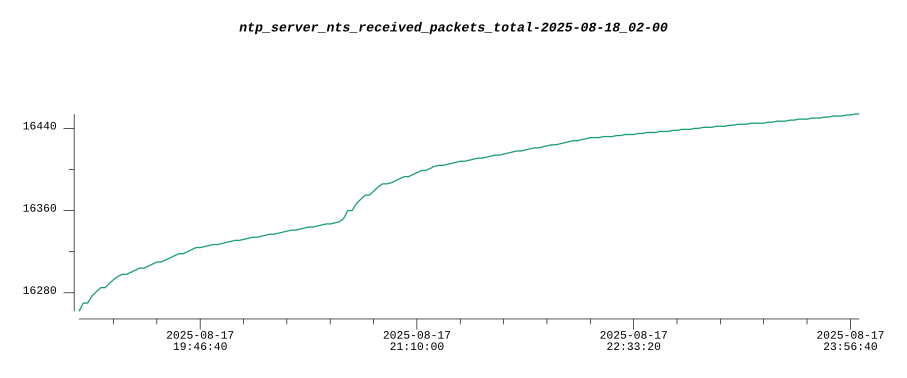 ntp_server_nts_received_packets_total-2025-08-18_02-00
16440
16360
16280
2025-08-17 2025-08-17 2025-08-17 2025-08-17
19:46:40 21:10:00 22:33:20 23:56:40